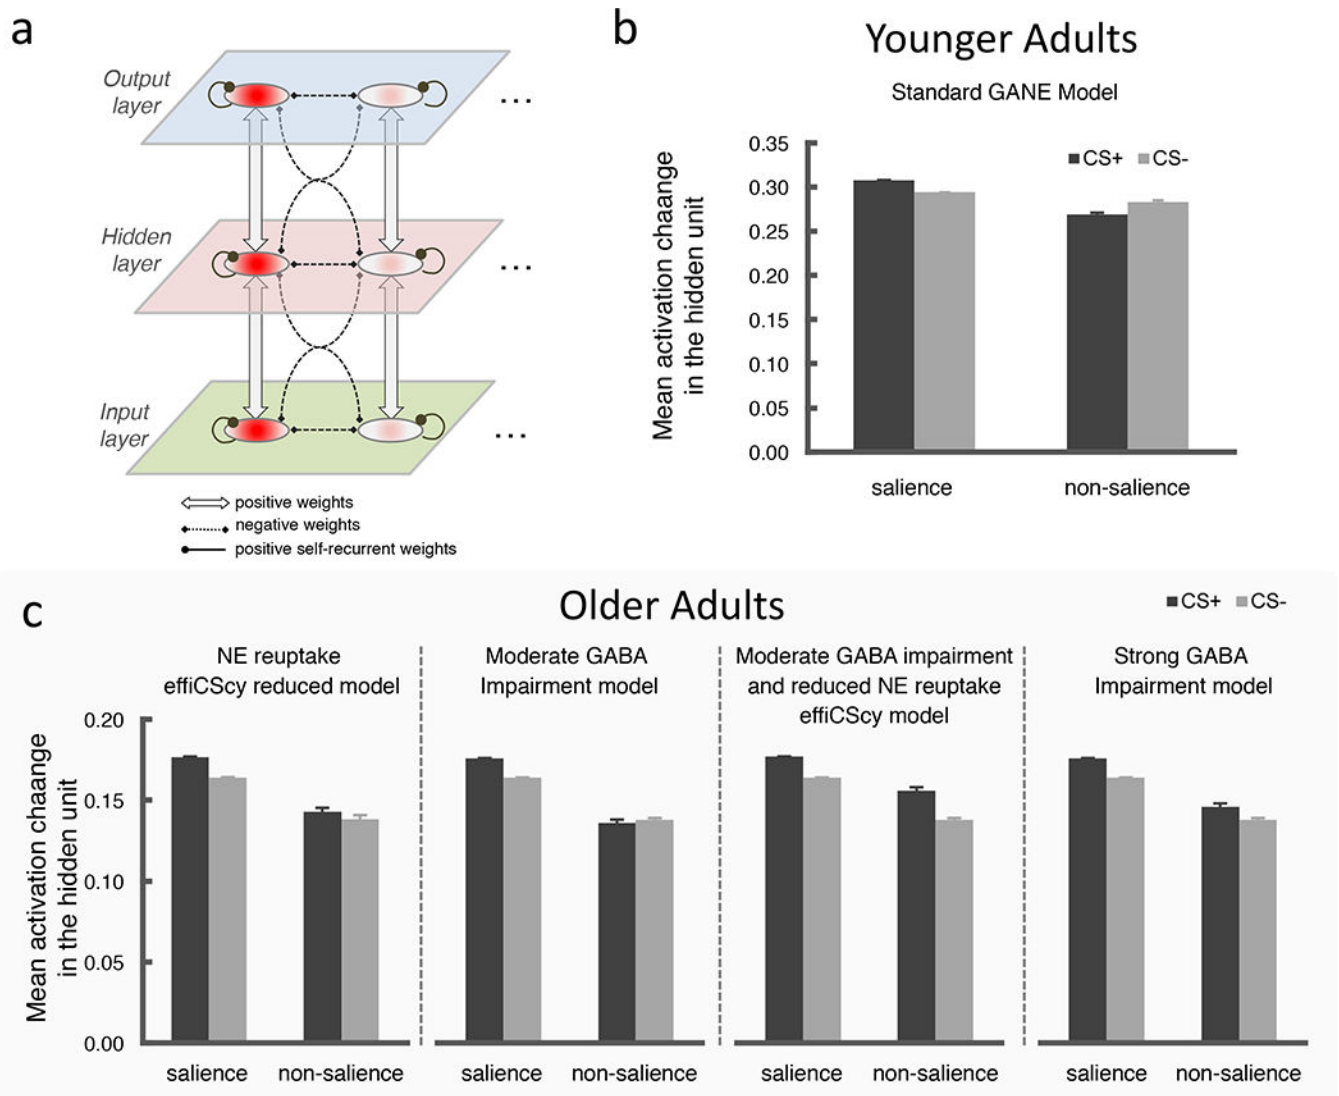 a
Output
layer
...
Hidden
layer
...
Input
layer
...
positive weights
negative weights
positive self-recurrent weights
b
Younger Adults
Standard GANE Model
Mean activation chaange
in the hidden unit
0.35
0.30
0.25
0.20
0.15
0.10
0.05
0.00
CS+ CS-
salience non-salience
c
Older Adults
CS+ CS-
NE reuptake
effiCScy reduced model
Moderate GABA
Impairment model
Moderate GABA impairment
and reduced NE reuptake
effiCScy model
Strong GABA
Impairment model
Mean activation chaange
in the hidden unit
0.20
0.15
0.10
0.05
0.00
salience non-salience
salience non-salience
salience non-salience
salience non-salience